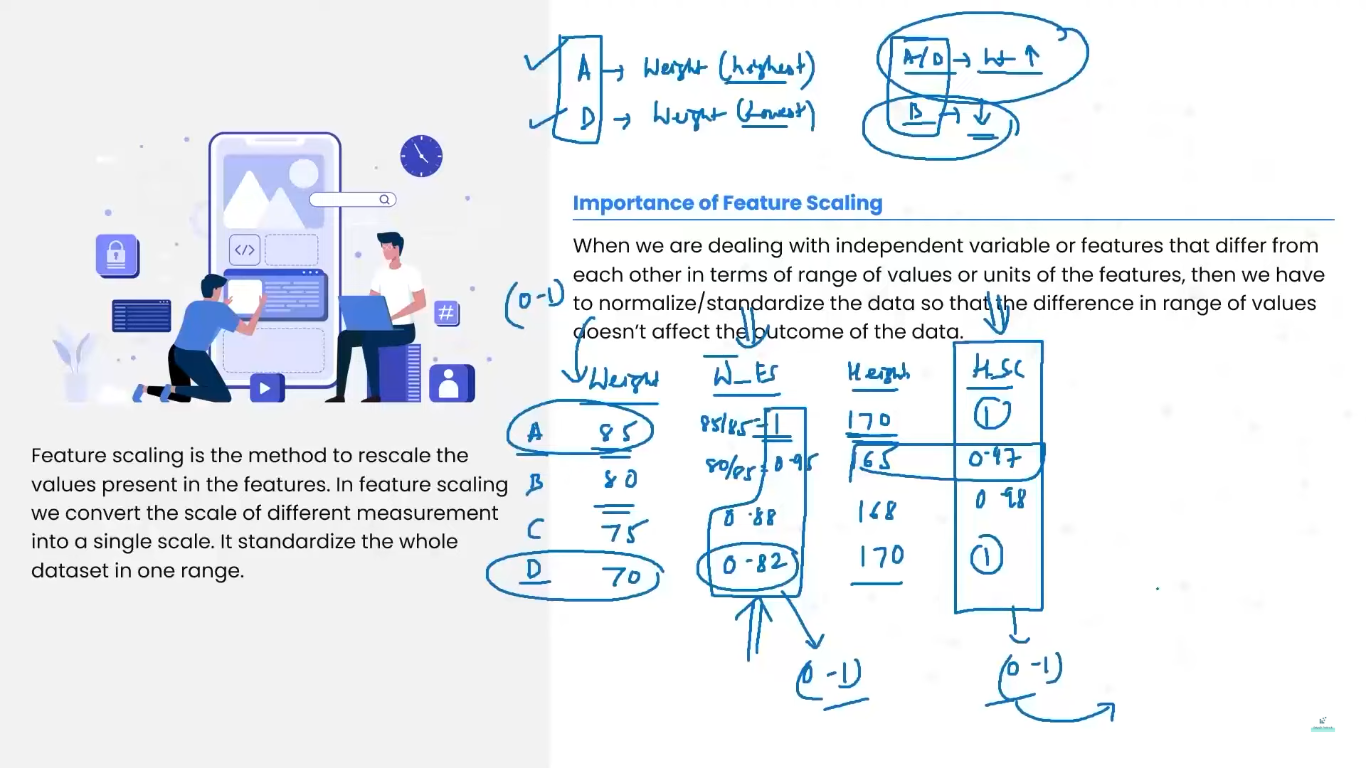 A → Weight (highest)
D → Weight (Lowest)
A/D → Wt ↑
B → ↓
Importance of Feature Scaling
When we are dealing with independent variable or features that differ from
each other in terms of range of values or units of the features, then we have
to normalize/standardize the data so that the difference in range of values
doesn't affect the outcome of the data.
(0-1)
Weight W_Es Height H_SC
A 85 85/85=1 170 1
B 80 80/85=0.95 165 0.97
C 75 0.88 168 0.98
D 70 0.82 170 1
(0-1) (0-1)
Feature scaling is the method to rescale the
values present in the features. In feature scaling
we convert the scale of different measurement
into a single scale. It standardize the whole
dataset in one range.